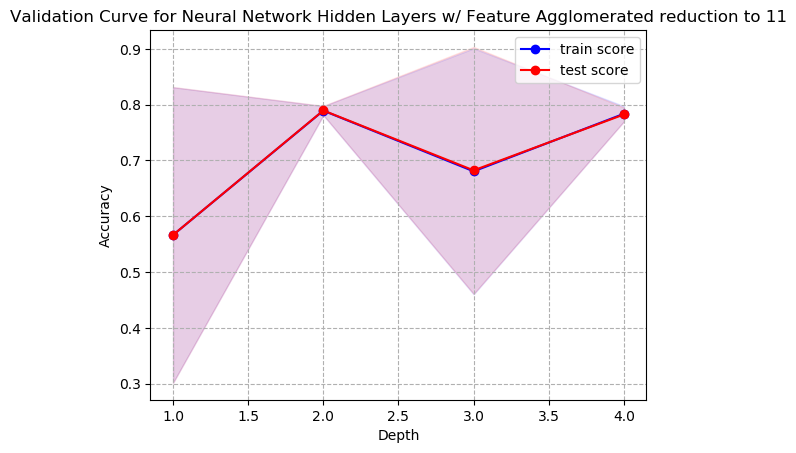 Validation Curve for Neural Network Hidden Layers w/ Feature Agglomerated reduction to 11
train score
test score
0.9
0.8
0.7
0.6
0.5
0.4
0.3
Accuracy
1.0 1.5 2.0 2.5 3.0 3.5 4.0
Depth